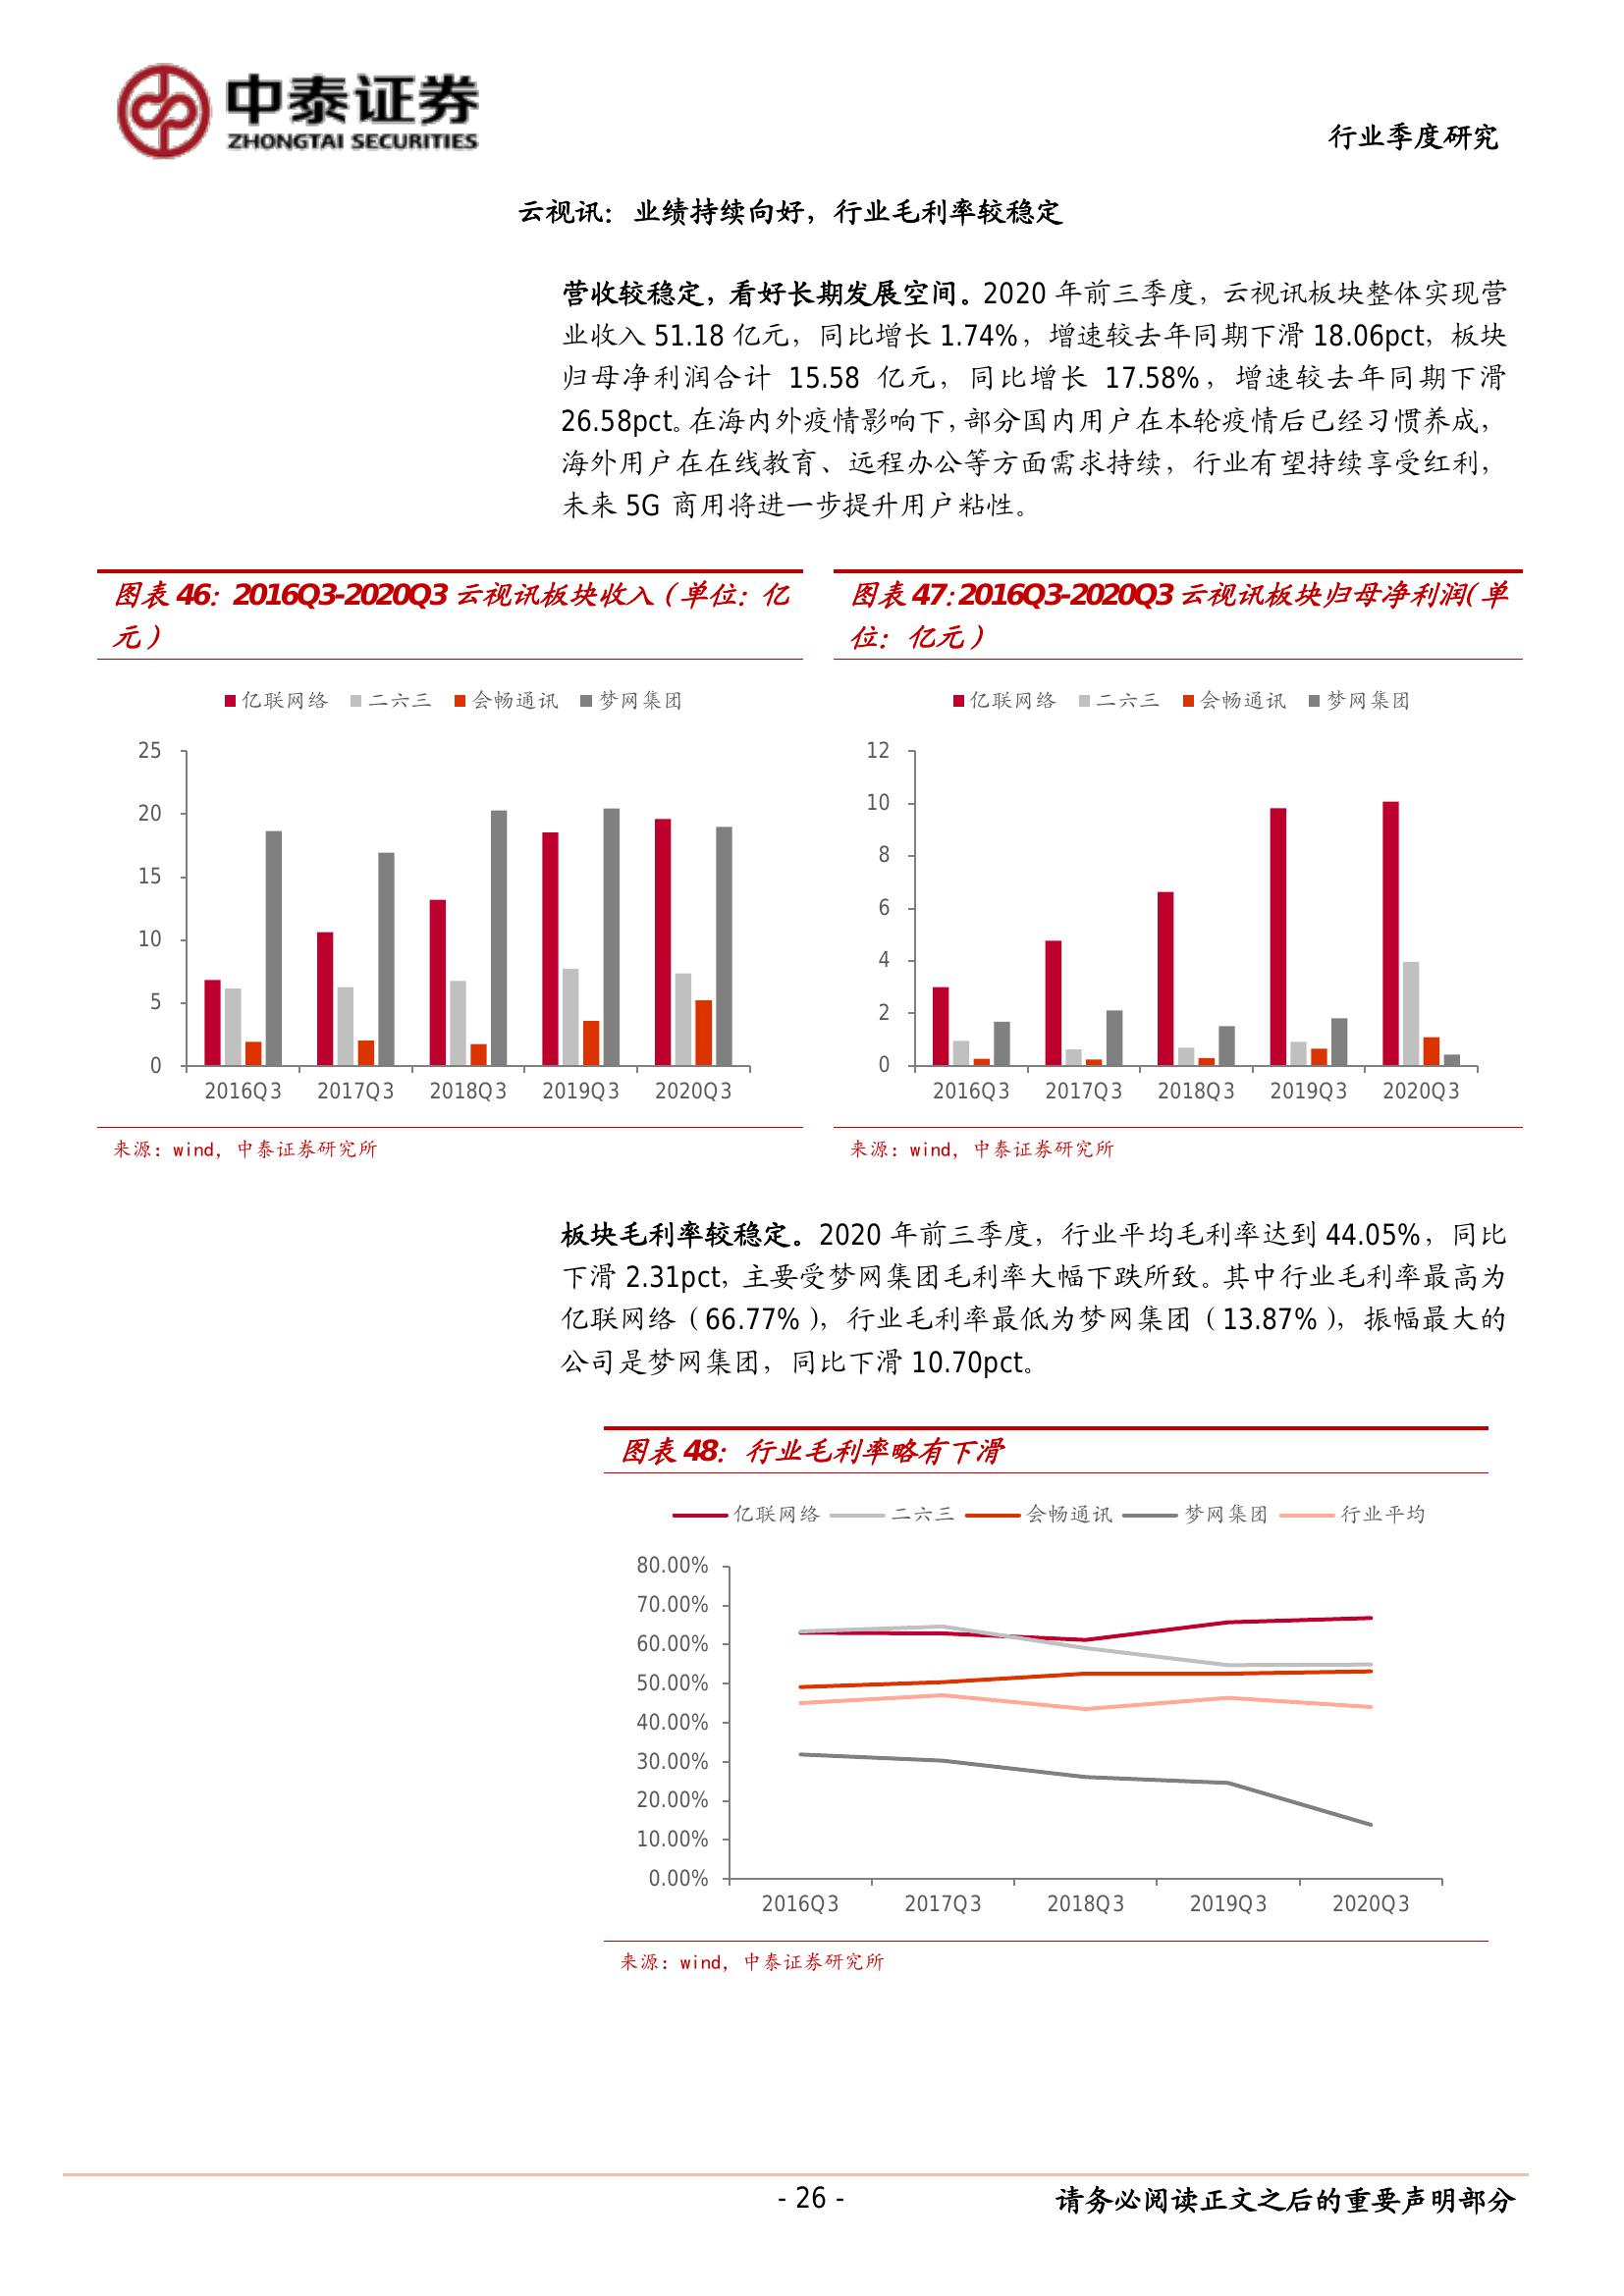 中泰证券
ZHONGTAI SECURITIES
行业季度研究
云视讯：业绩持续向好，行业毛利率较稳定
营收较稳定，看好长期发展空间。2020 年前三季度，云视讯板块整体实现营
业收入 51.18 亿元，同比增长 1.74%，增速较去年同期下滑 18.06pct，板块
归母净利润合计 15.58 亿元，同比增长 17.58%，增速较去年同期下滑
26.58pct。在海内外疫情影响下，部分国内用户在本轮疫情后已经习惯养成，
海外用户在在线教育、远程办公等方面需求持续，行业有望持续享受红利，
未来 5G 商用将进一步提升用户粘性。
图表 46：2016Q3-2020Q3 云视讯板块收入（单位：亿
元）
亿联网络 二六三 会畅通讯 梦网集团
25
20
15
10
5
0
2016Q3 2017Q3 2018Q3 2019Q3 2020Q3
来源：wind，中泰证券研究所
图表 47：2016Q3-2020Q3 云视讯板块归母净利润（单
位：亿元）
亿联网络 二六三 会畅通讯 梦网集团
12
10
8
6
4
2
0
2016Q3 2017Q3 2018Q3 2019Q3 2020Q3
来源：wind，中泰证券研究所
板块毛利率较稳定。2020 年前三季度，行业平均毛利率达到 44.05%，同比
下滑 2.31pct，主要受梦网集团毛利率大幅下跌所致。其中行业毛利率最高为
亿联网络（66.77%），行业毛利率最低为梦网集团（13.87%），振幅最大的
公司是梦网集团，同比下滑 10.70pct。
图表 48：行业毛利率略有下滑
亿联网络 二六三 会畅通讯 梦网集团 行业平均
80.00%
70.00%
60.00%
50.00%
40.00%
30.00%
20.00%
10.00%
0.00%
2016Q3 2017Q3 2018Q3 2019Q3 2020Q3
来源：wind，中泰证券研究所
- 26 -
请务必阅读正文之后的重要声明部分